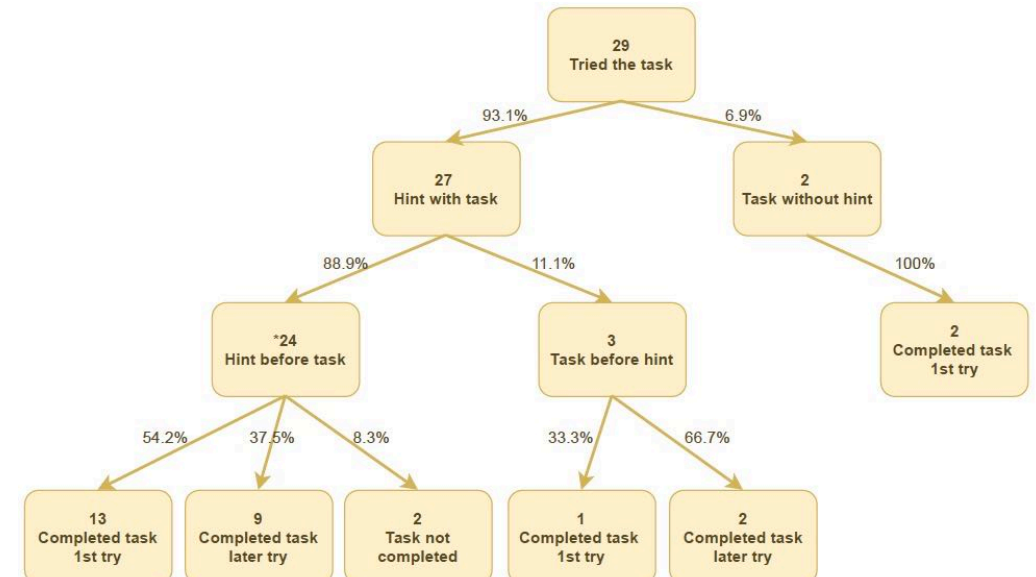 29
Tried the task
93.1%
6.9%
27
Hint with task
2
Task without hint
88.9%
11.1%
100%
*24
Hint before task
3
Task before hint
2
Completed task
1st try
54.2%
37.5%
8.3%
33.3%
66.7%
13
Completed task
1st try
9
Completed task
later try
2
Task not
completed
1
Completed task
1st try
2
Completed task
later try